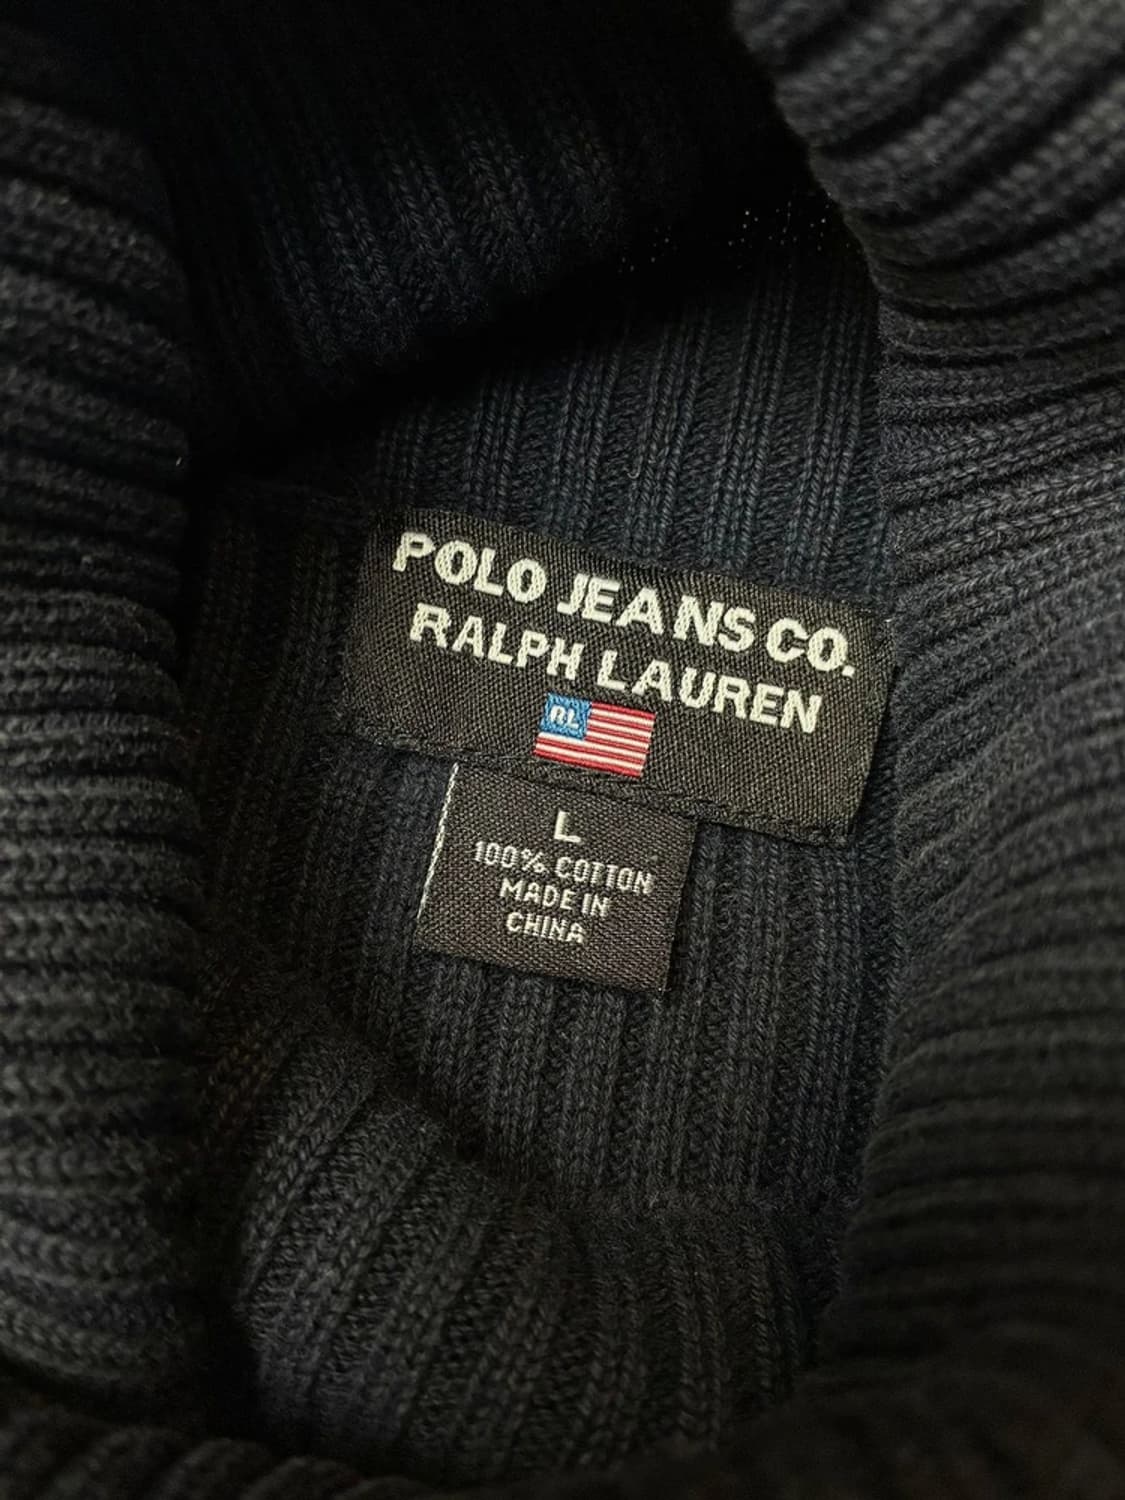 POLO JEANS CO.
RALPH LAUREN
RL
L
100% COTTON
MADE IN
CHINA